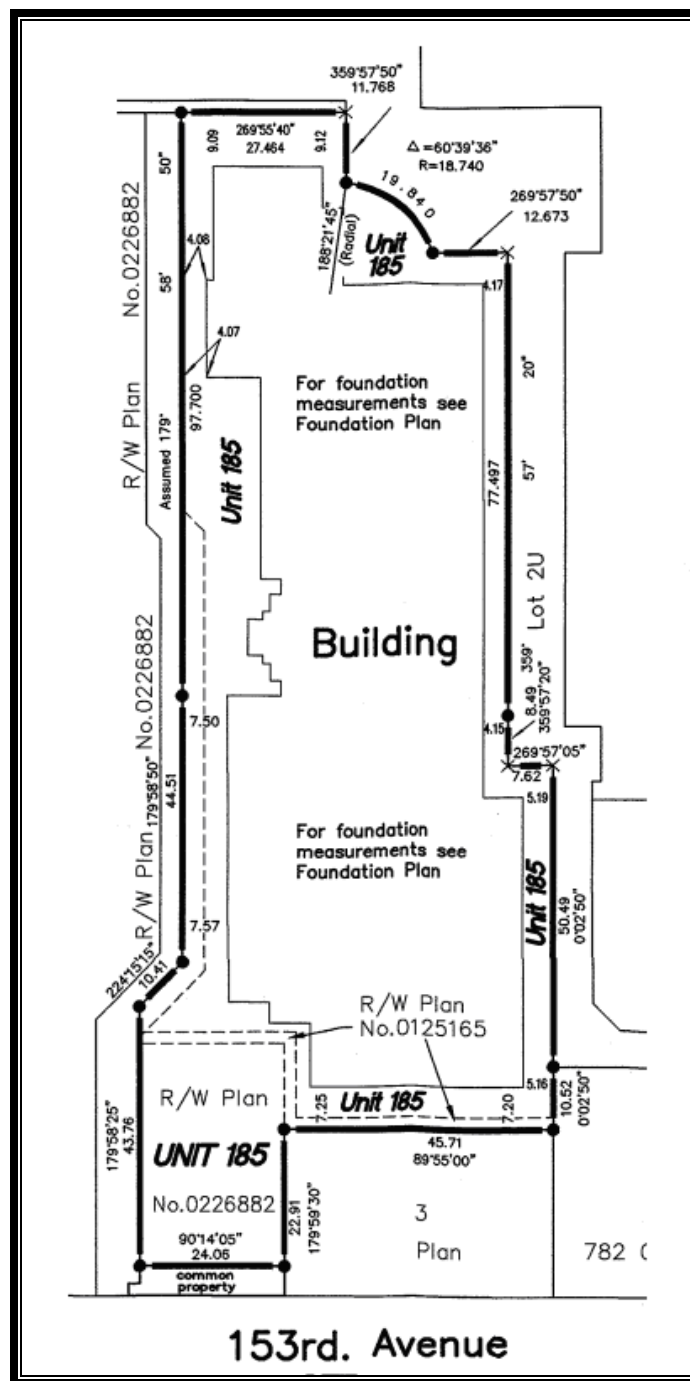 359°57'50"
11.768
269°55'40"
27.464
9.09
9.12
Δ =60°39'36"
R=18.740
19.840
269°57'50"
12.673
188°21'45"
(Radial)
Unit
185
4.17
50"
58'
Assumed 179°
97.700
4.08
4.07
R/W Plan No.0226882
Unit 185
For foundation
measurements see
Foundation Plan
20"
57'
359°
77.497
Lot 2U
Building
8.49
359°57'20"
4.15
269°57'05"
7.62
5.19
R/W Plan No.0226882
179°58'50"
44.51
7.50
7.57
For foundation
measurements see
Foundation Plan
Unit 185
50.49
0°02'50"
224°15'15"
10.41
R/W Plan
No.0125165
5.16
10.52
0°02'50"
R/W Plan
UNIT 185
No.0226882
179°58'25"
43.76
7.25
Unit 185
7.20
45.71
89°55'00"
22.91
179°59'30"
90°14'05"
24.06
common
property
3
Plan
782
153rd. Avenue